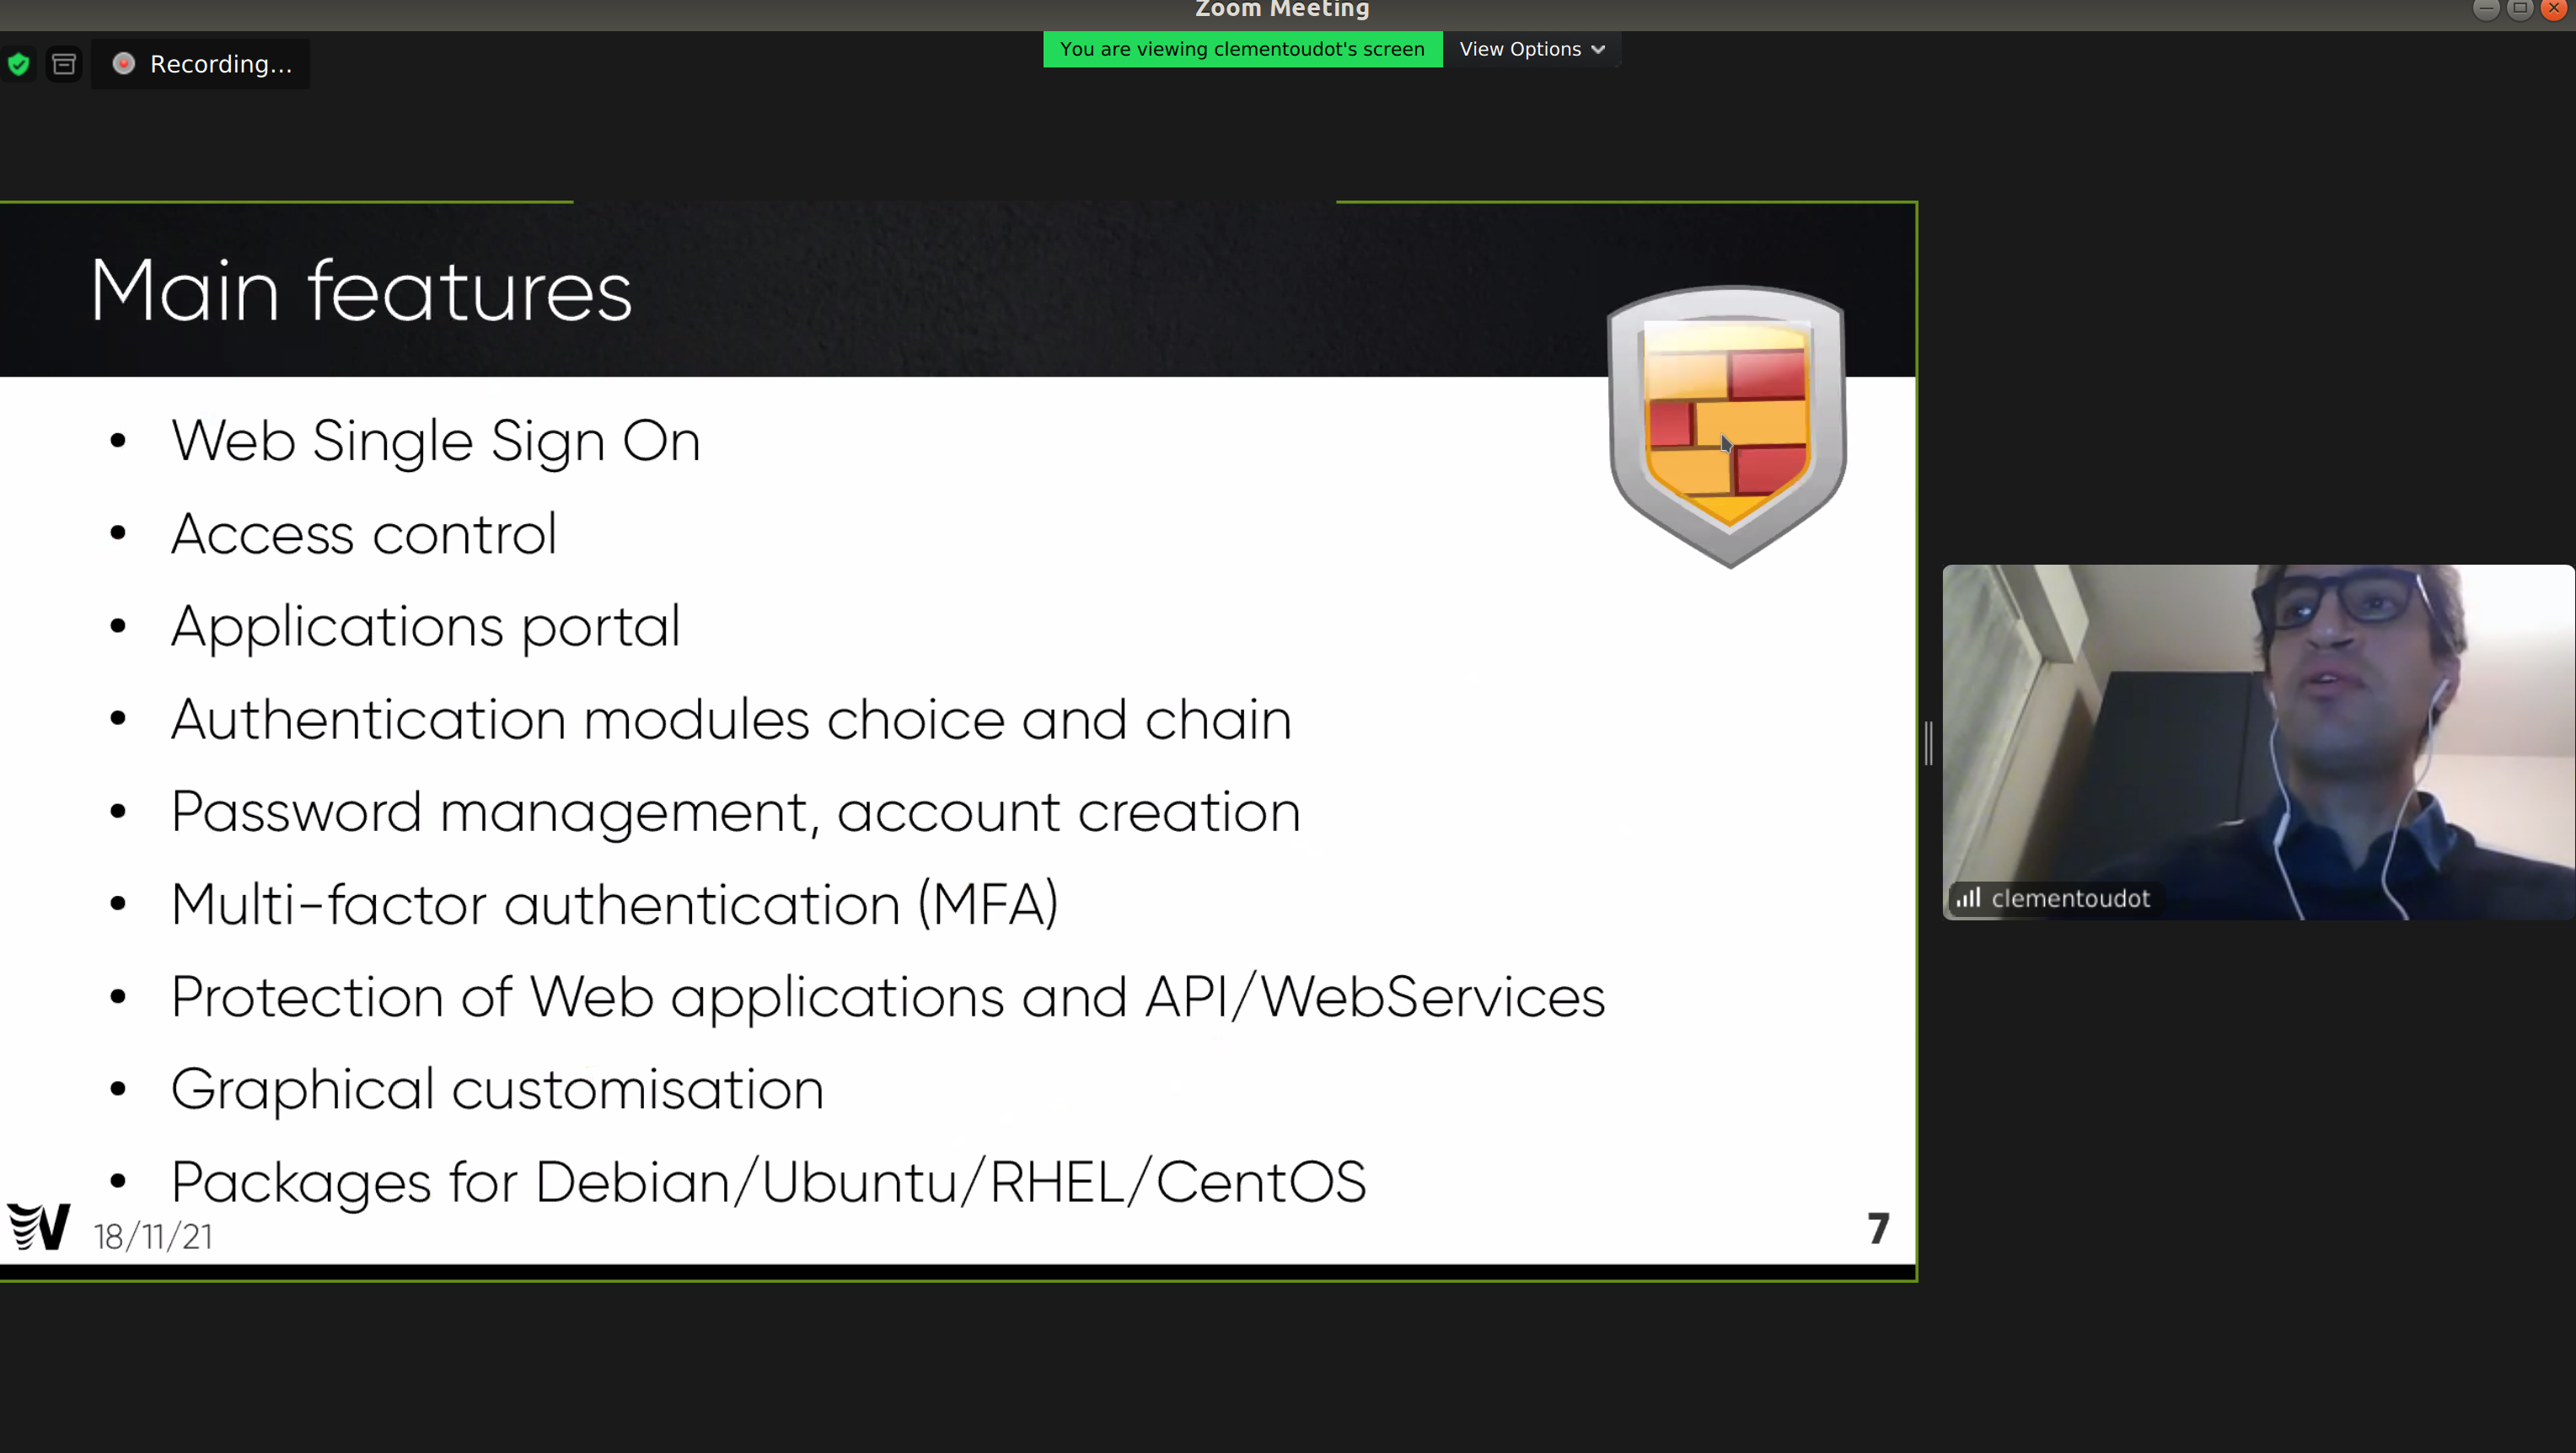 Zoom Meeting
Recording...
You are viewing clementoudot's screen
View Options
Main features
• Web Single Sign On
• Access control
• Applications portal
• Authentication modules choice and chain
• Password management, account creation
• Multi-factor authentication (MFA)
• Protection of Web applications and API/WebServices
• Graphical customisation
• Packages for Debian/Ubuntu/RHEL/CentOS
W
18/11/21
7
clementoudot